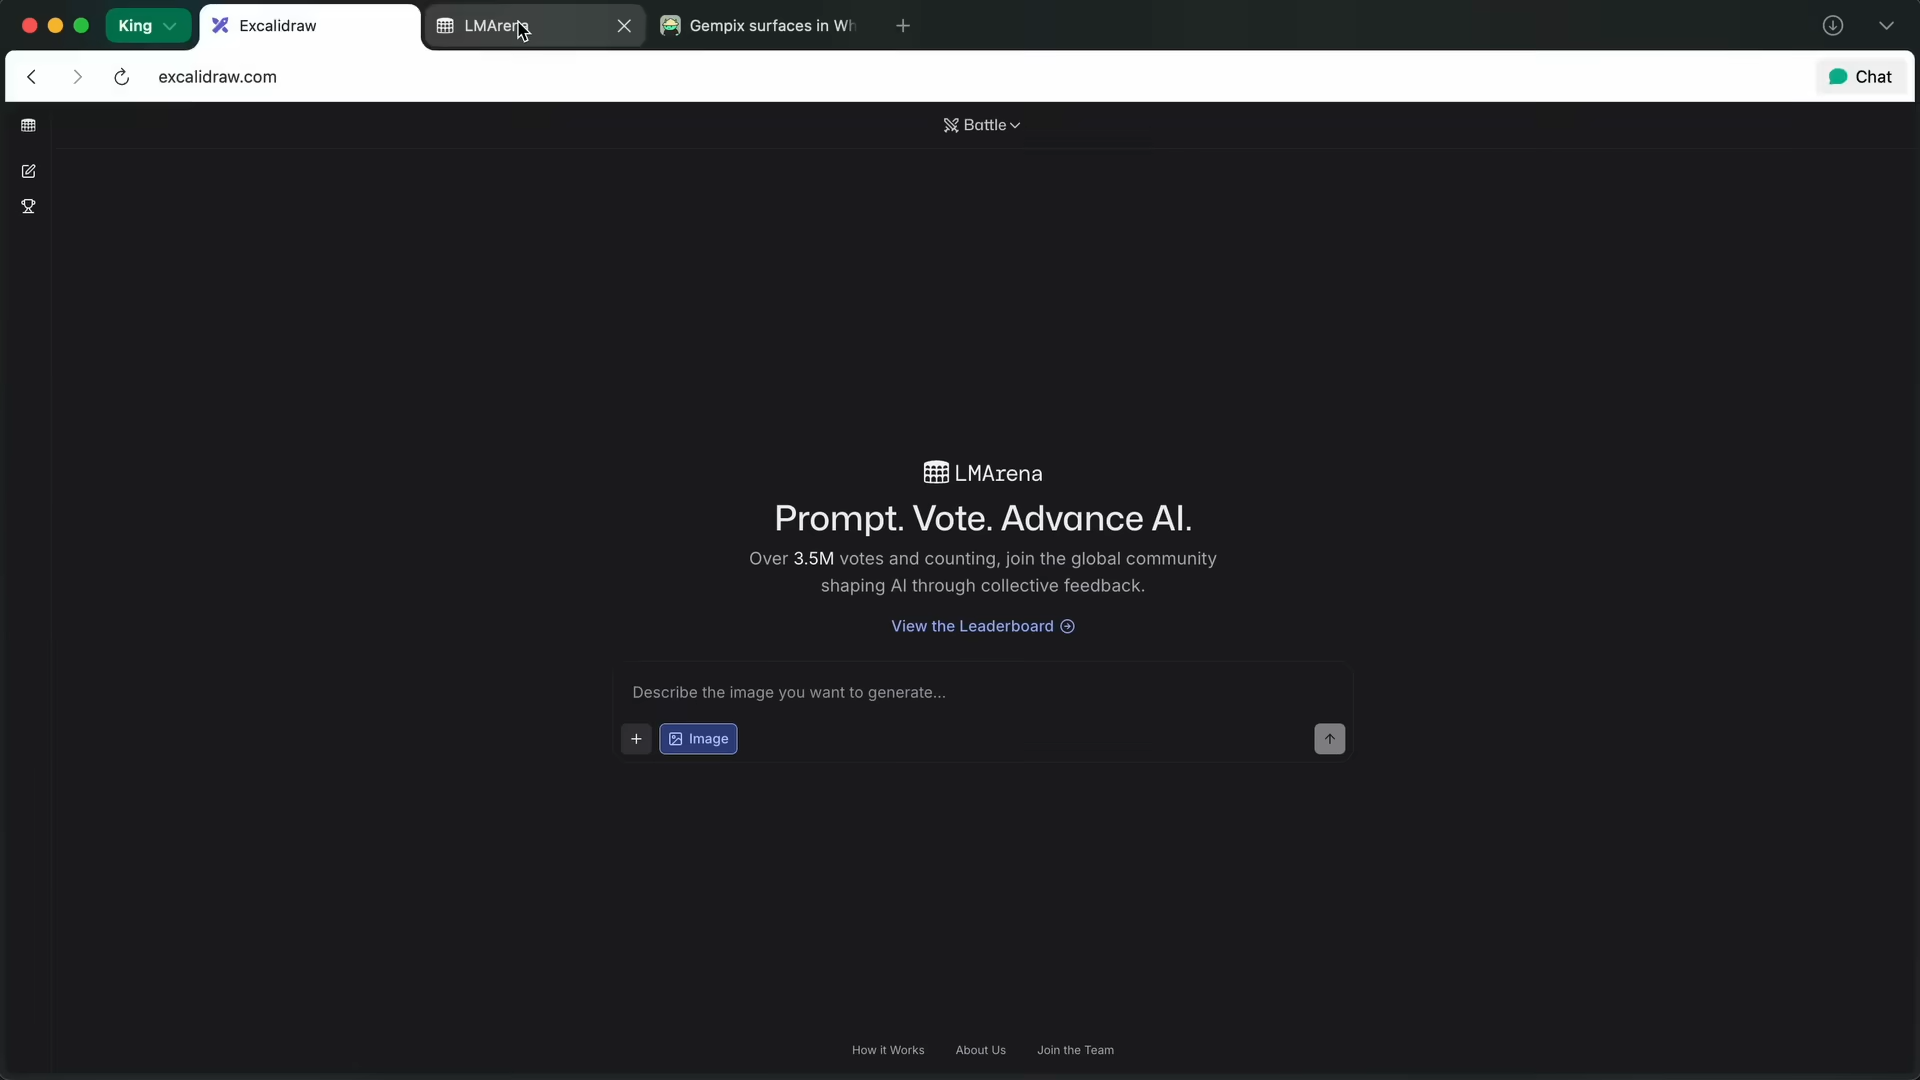 King
Excalidraw
LMArena
Gempix surfaces in Wh
excalidraw.com
Chat
Battle
LMArena
Prompt. Vote. Advance AI.
Over 3.5M votes and counting, join the global community
shaping AI through collective feedback.
View the Leaderboard
Describe the image you want to generate...
Image
How it Works
About Us
Join the Team